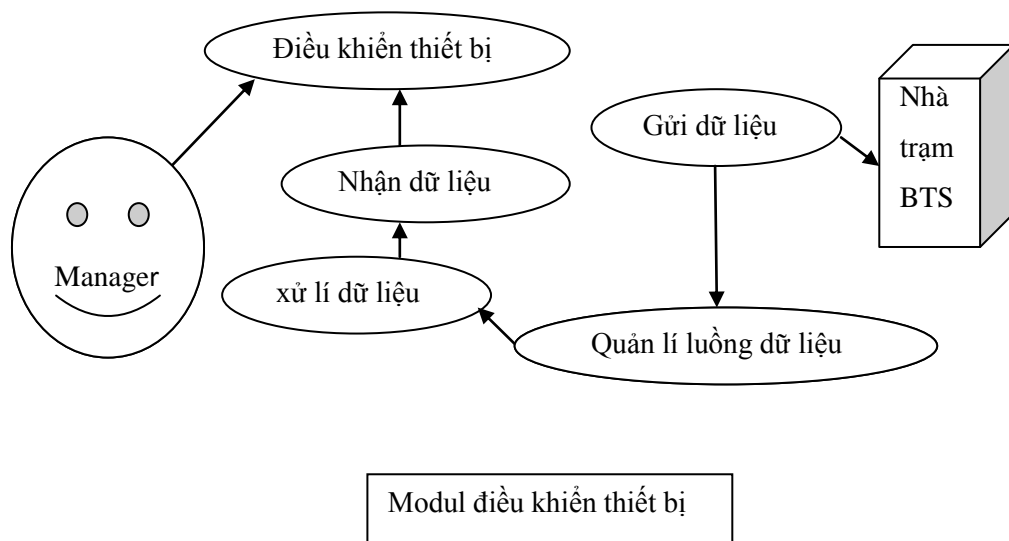 Điều khiển thiết bị
Gửi dữ liệu
Nhà
trạm
BTS
Nhận dữ liệu
Manager
xử lí dữ liệu
Quản lí luồng dữ liệu
Modul điều khiển thiết bị